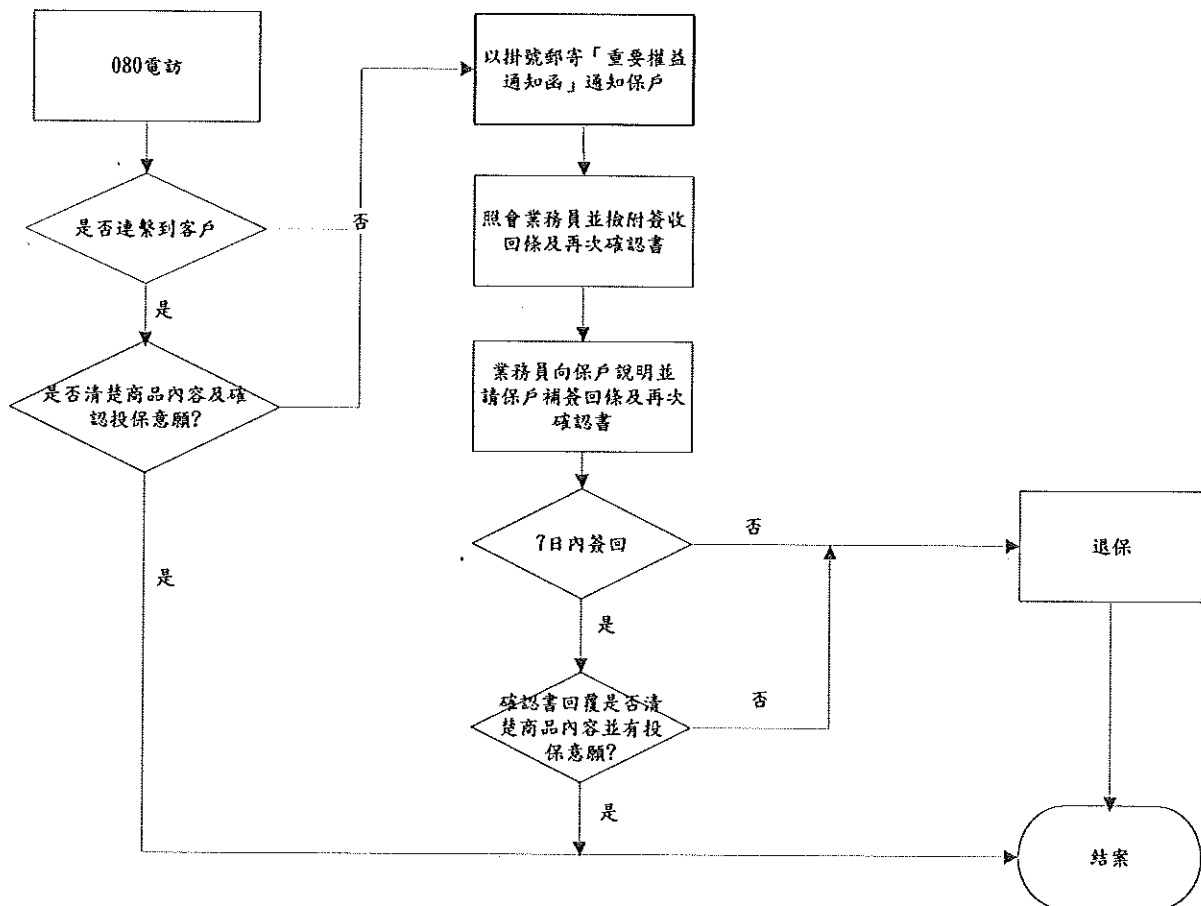 080電訪
是否連繫到客戶
否
是
是否清楚商品內容及確
認投保意願?
是
以掛號郵寄「重要權益
通知函」通知保戶
照會業務員並檢附簽收
回條及再次確認書
業務員向保戶說明並
請保戶補簽回條及再次
確認書
7日內簽回
否
是
確認書回覆是否清
楚商品內容並有投
保意願?
否
是
退保
結案